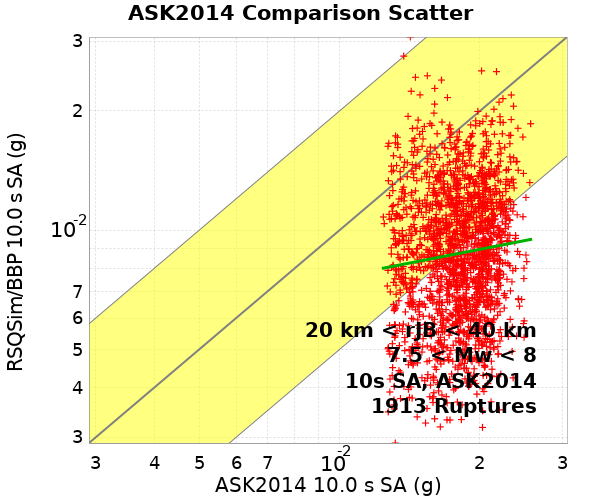 ASK2014 Comparison Scatter
RSQSim/BBP 10.0 s SA (g)
3
2
10-2
7
6
5
4
3
20 km < rJB < 40 km
7.5 < Mw < 8
10s SA, ASK2014
1913 Ruptures
3 4 5 6 7 10-2 2 3
ASK2014 10.0 s SA (g)